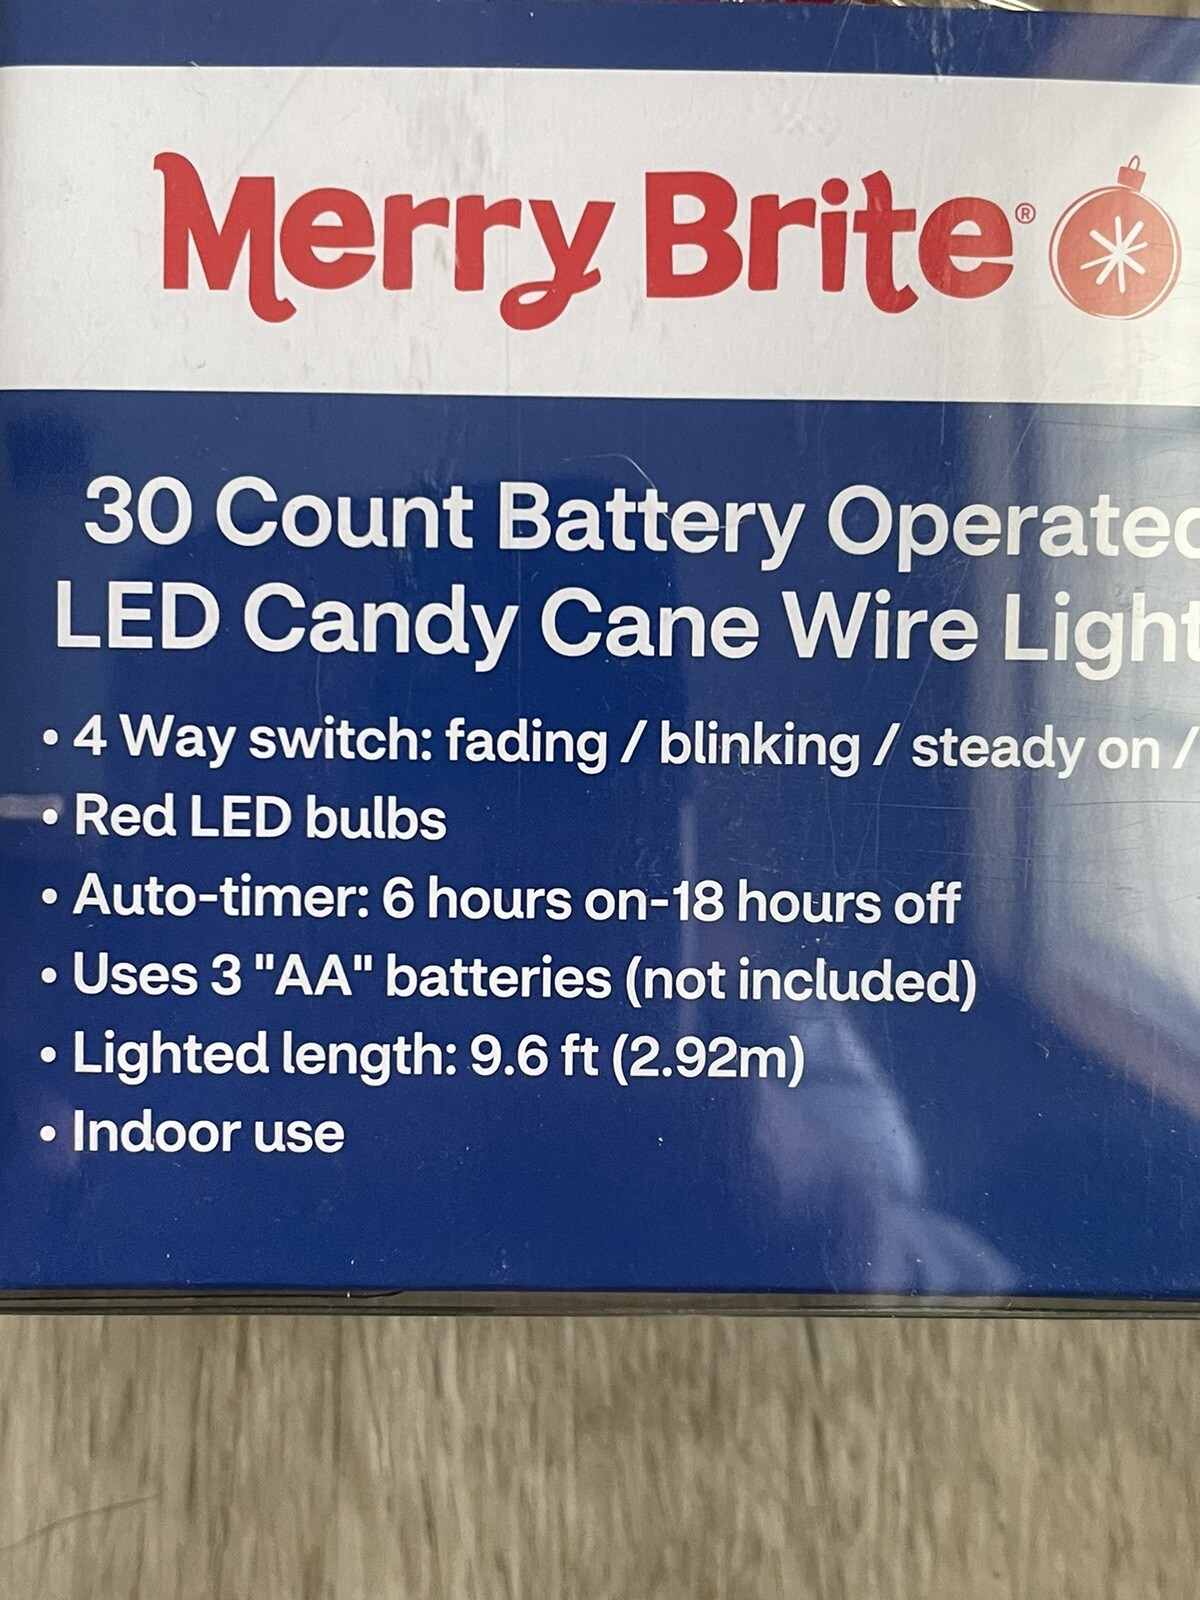 Merry Brite®
30 Count Battery Operated
LED Candy Cane Wire Light
• 4 Way switch: fading / blinking / steady on /
• Red LED bulbs
• Auto-timer: 6 hours on-18 hours off
• Uses 3 "AA" batteries (not included)
• Lighted length: 9.6 ft (2.92m)
• Indoor use